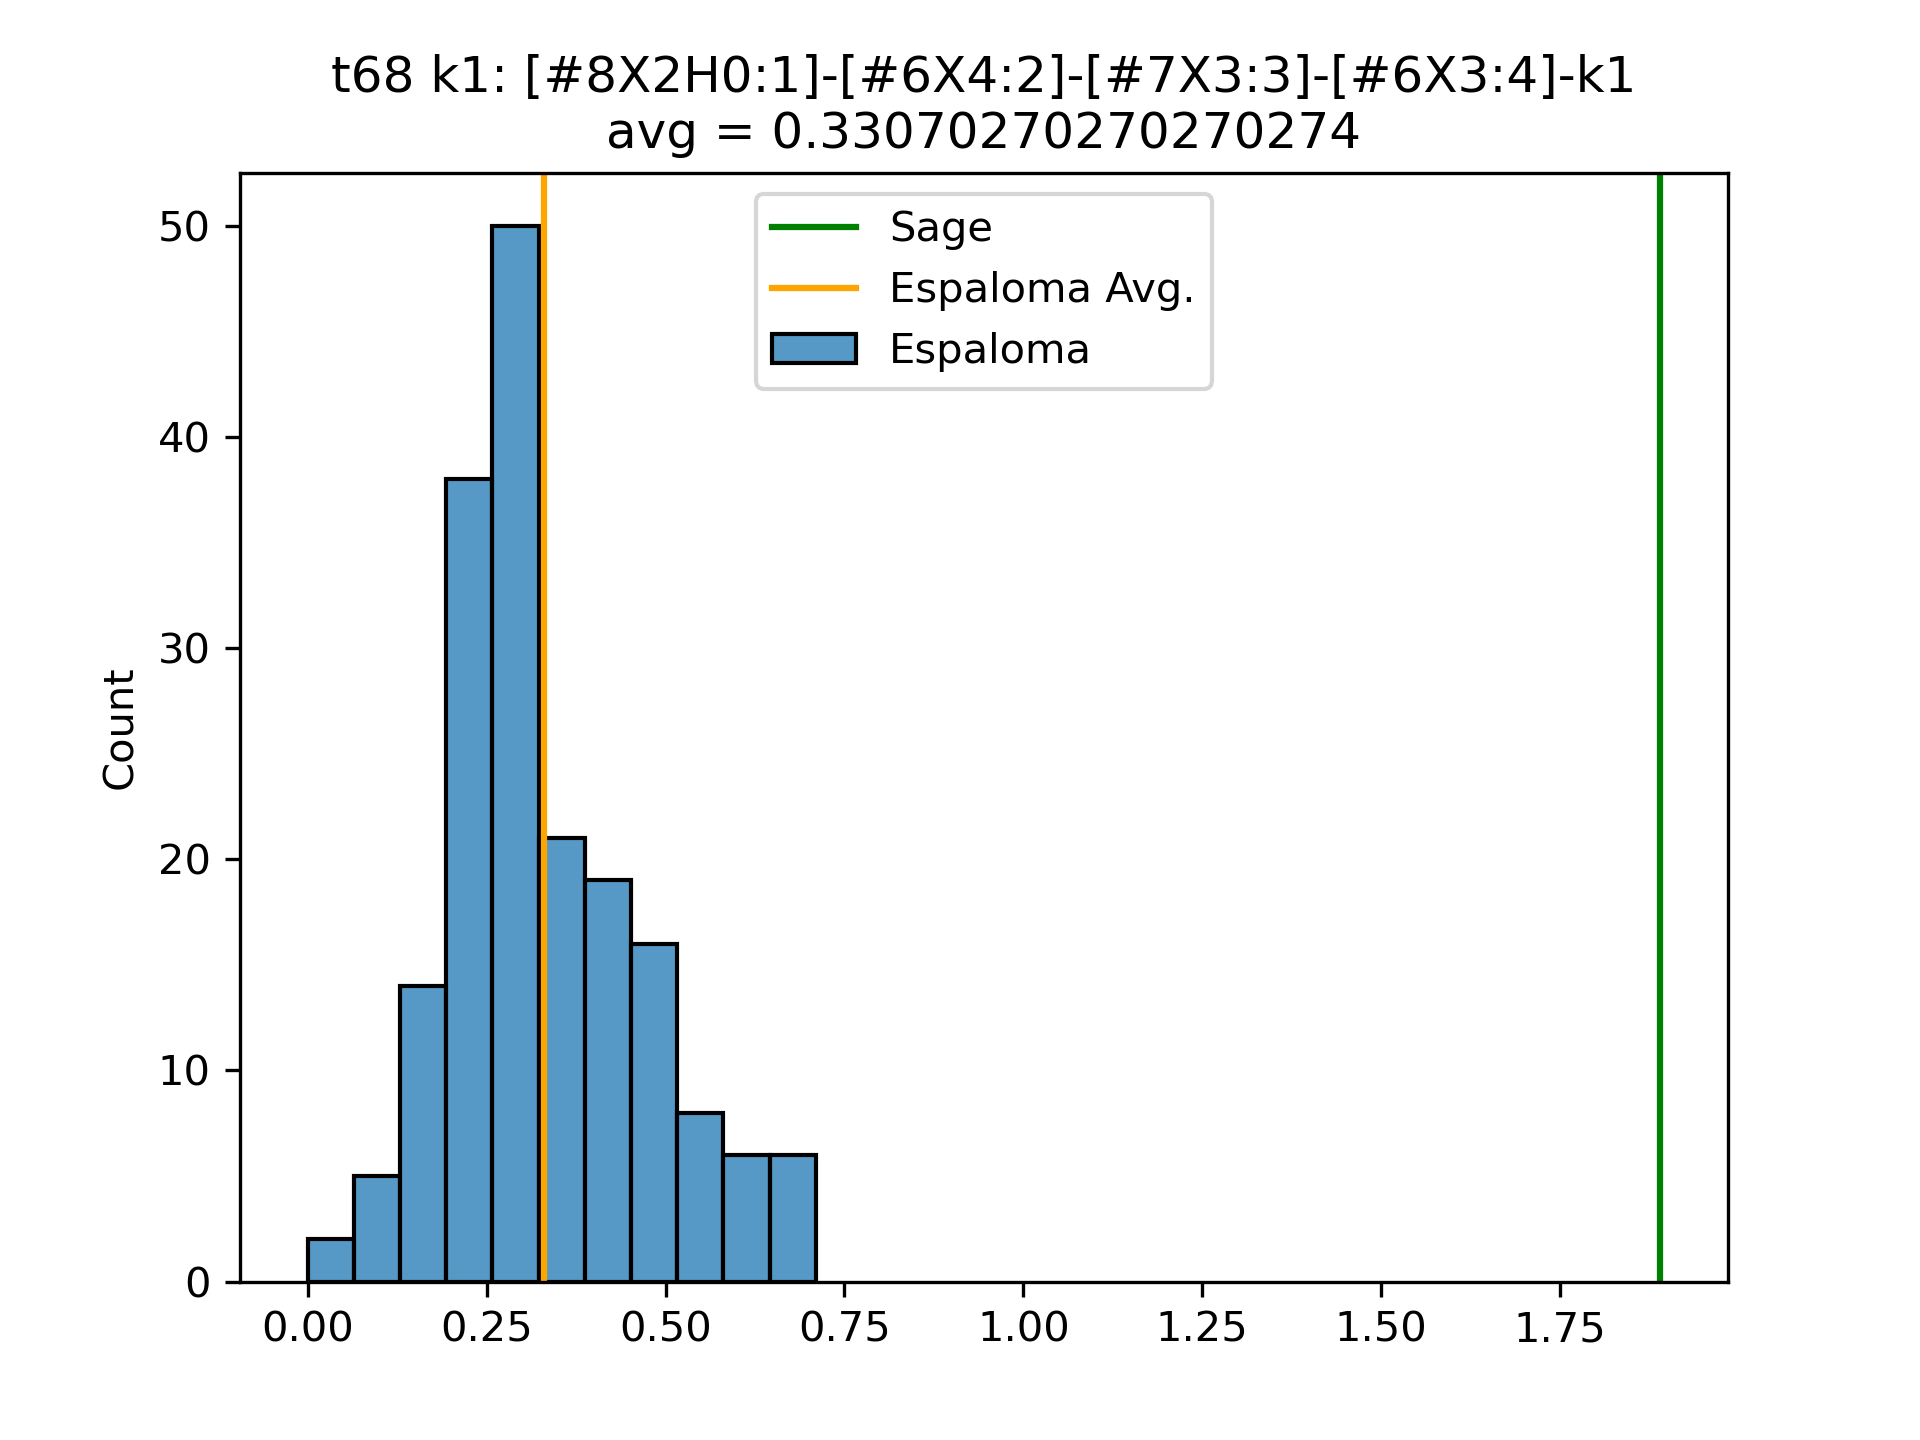 t68 k1: [#8X2H0:1]-[#6X4:2]-[#7X3:3]-[#6X3:4]-k1
avg = 0.33070270270270274
Sage
Espaloma Avg.
Espaloma
Count
50
40
30
20
10
0
0.00 0.25 0.50 0.75 1.00 1.25 1.50 1.75